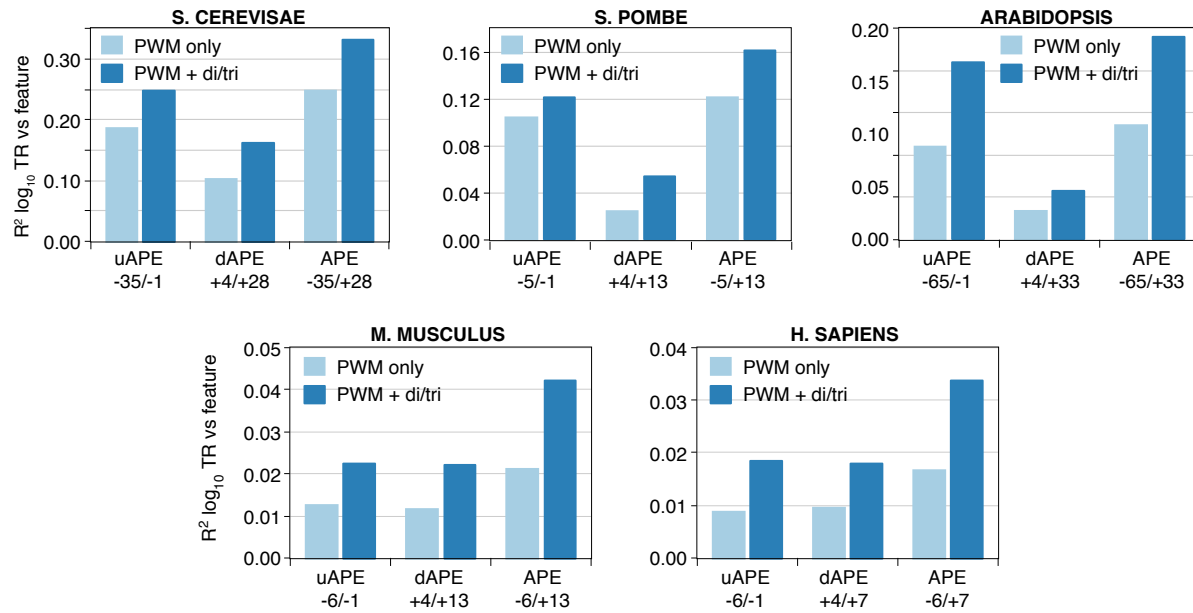 S. CEREVISAE
R² log₁₀ TR vs feature
0.30
0.20
0.10
0.00
PWM only
PWM + di/tri
uAPE dAPE APE
-35/-1 +4/+28 -35/+28
S. POMBE
0.16
0.12
0.08
0.04
0.00
PWM only
PWM + di/tri
uAPE dAPE APE
-5/-1 +4/+13 -5/+13
ARABIDOPSIS
0.20
0.15
0.10
0.05
0.00
PWM only
PWM + di/tri
uAPE dAPE APE
-65/-1 +4/+33 -65/+33
M. MUSCULUS
R² log₁₀ TR vs feature
0.05
0.04
0.03
0.02
0.01
0.00
PWM only
PWM + di/tri
uAPE dAPE APE
-6/-1 +4/+13 -6/+13
H. SAPIENS
0.04
0.03
0.02
0.01
0.00
PWM only
PWM + di/tri
uAPE dAPE APE
-6/-1 +4/+7 -6/+7